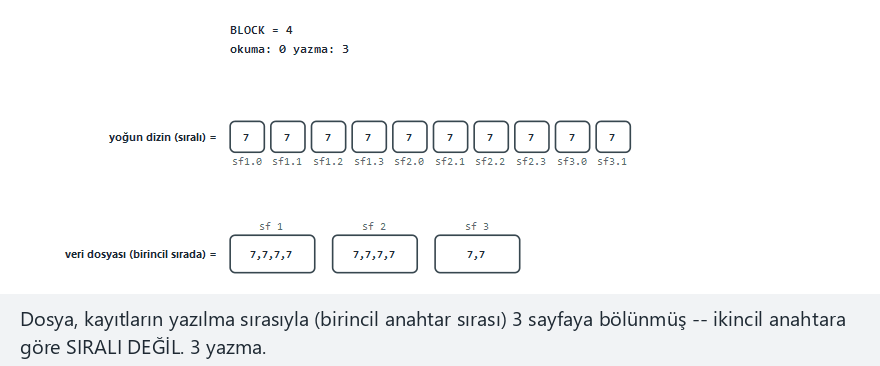 BLOCK = 4
okuma: 0 yazma: 3
yoğun dizin (sıralı) = 7 7 7 7 7 7 7 7 7 7
sf1.0 sf1.1 sf1.2 sf1.3 sf2.0 sf2.1 sf2.2 sf2.3 sf3.0 sf3.1
sf 1 sf 2 sf 3
veri dosyası (birincil sırada) = 7,7,7,7 7,7,7,7 7,7
Dosya, kayıtların yazılma sırasıyla (birincil anahtar sırası) 3 sayfaya bölünmüş -- ikincil anahtara
göre SIRALI DEĞİL. 3 yazma.